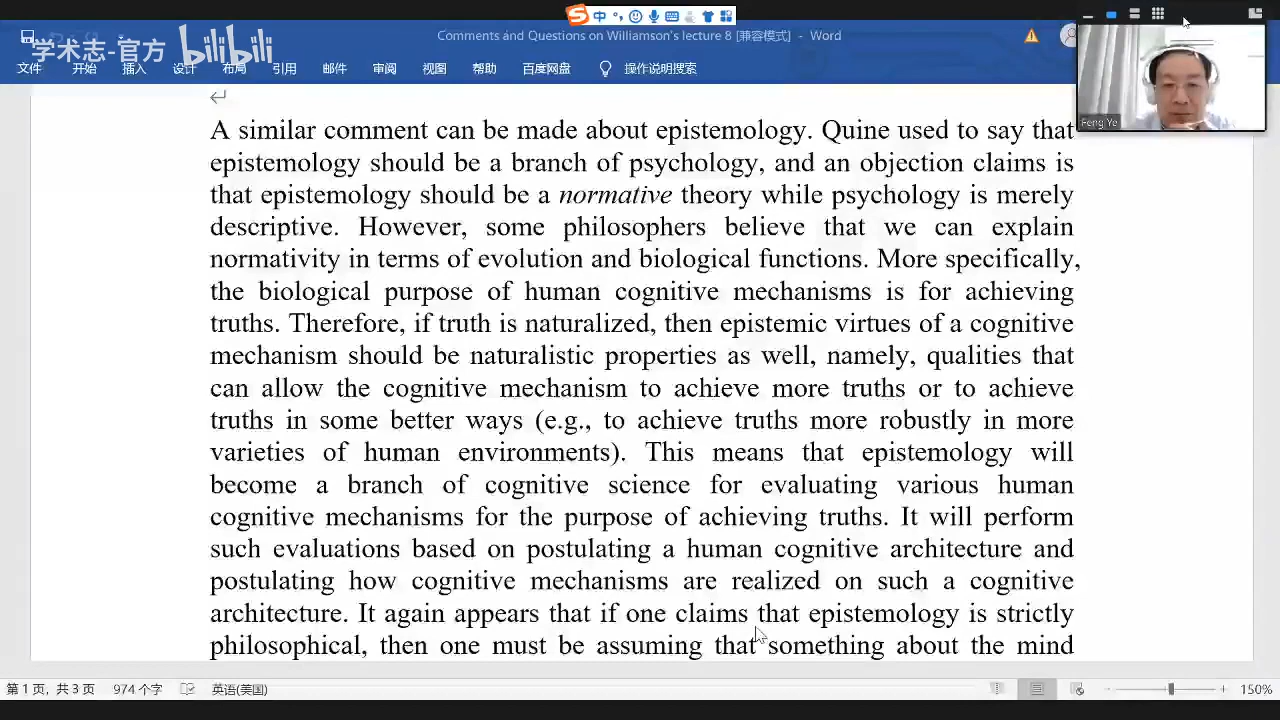 中
学术志-官方 bilibili
Comments and Questions on Williamson's lecture 8 [兼容模式] - Word
文件 开始 插入 设计 布局 引用 邮件 审阅 视图 帮助 百度网盘 操作说明搜索
Feng Ye
A similar comment can be made about epistemology. Quine used to say that
epistemology should be a branch of psychology, and an objection claims is
that epistemology should be a normative theory while psychology is merely
descriptive. However, some philosophers believe that we can explain
normativity in terms of evolution and biological functions. More specifically,
the biological purpose of human cognitive mechanisms is for achieving
truths. Therefore, if truth is naturalized, then epistemic virtues of a cognitive
mechanism should be naturalistic properties as well, namely, qualities that
can allow the cognitive mechanism to achieve more truths or to achieve
truths in some better ways (e.g., to achieve truths more robustly in more
varieties of human environments). This means that epistemology will
become a branch of cognitive science for evaluating various human
cognitive mechanisms for the purpose of achieving truths. It will perform
such evaluations based on postulating a human cognitive architecture and
postulating how cognitive mechanisms are realized on such a cognitive
architecture. It again appears that if one claims that epistemology is strictly
philosophical, then one must be assuming that something about the mind
第1页，共3页 974个字 英语(美国) 150%